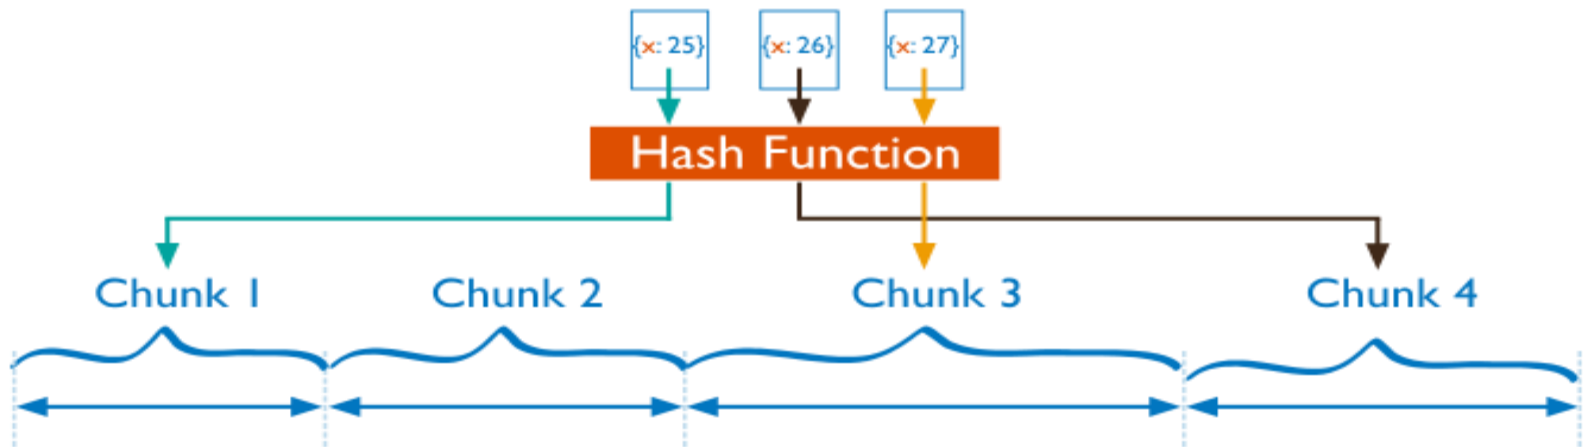 {x: 25} {x: 26} {x: 27}
Hash Function
Chunk 1 Chunk 2 Chunk 3 Chunk 4